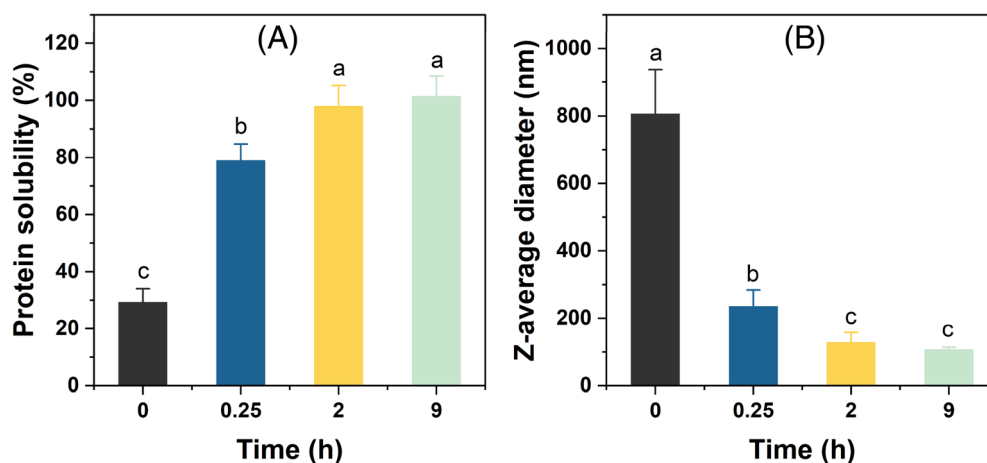 (A)
Protein solubility (%)
120
100
80
60
40
20
0
c
b
a
a
0 0.25 2 9
Time (h)
(B)
Z-average diameter (nm)
1000
800
600
400
200
0
a
b
c
c
0 0.25 2 9
Time (h)